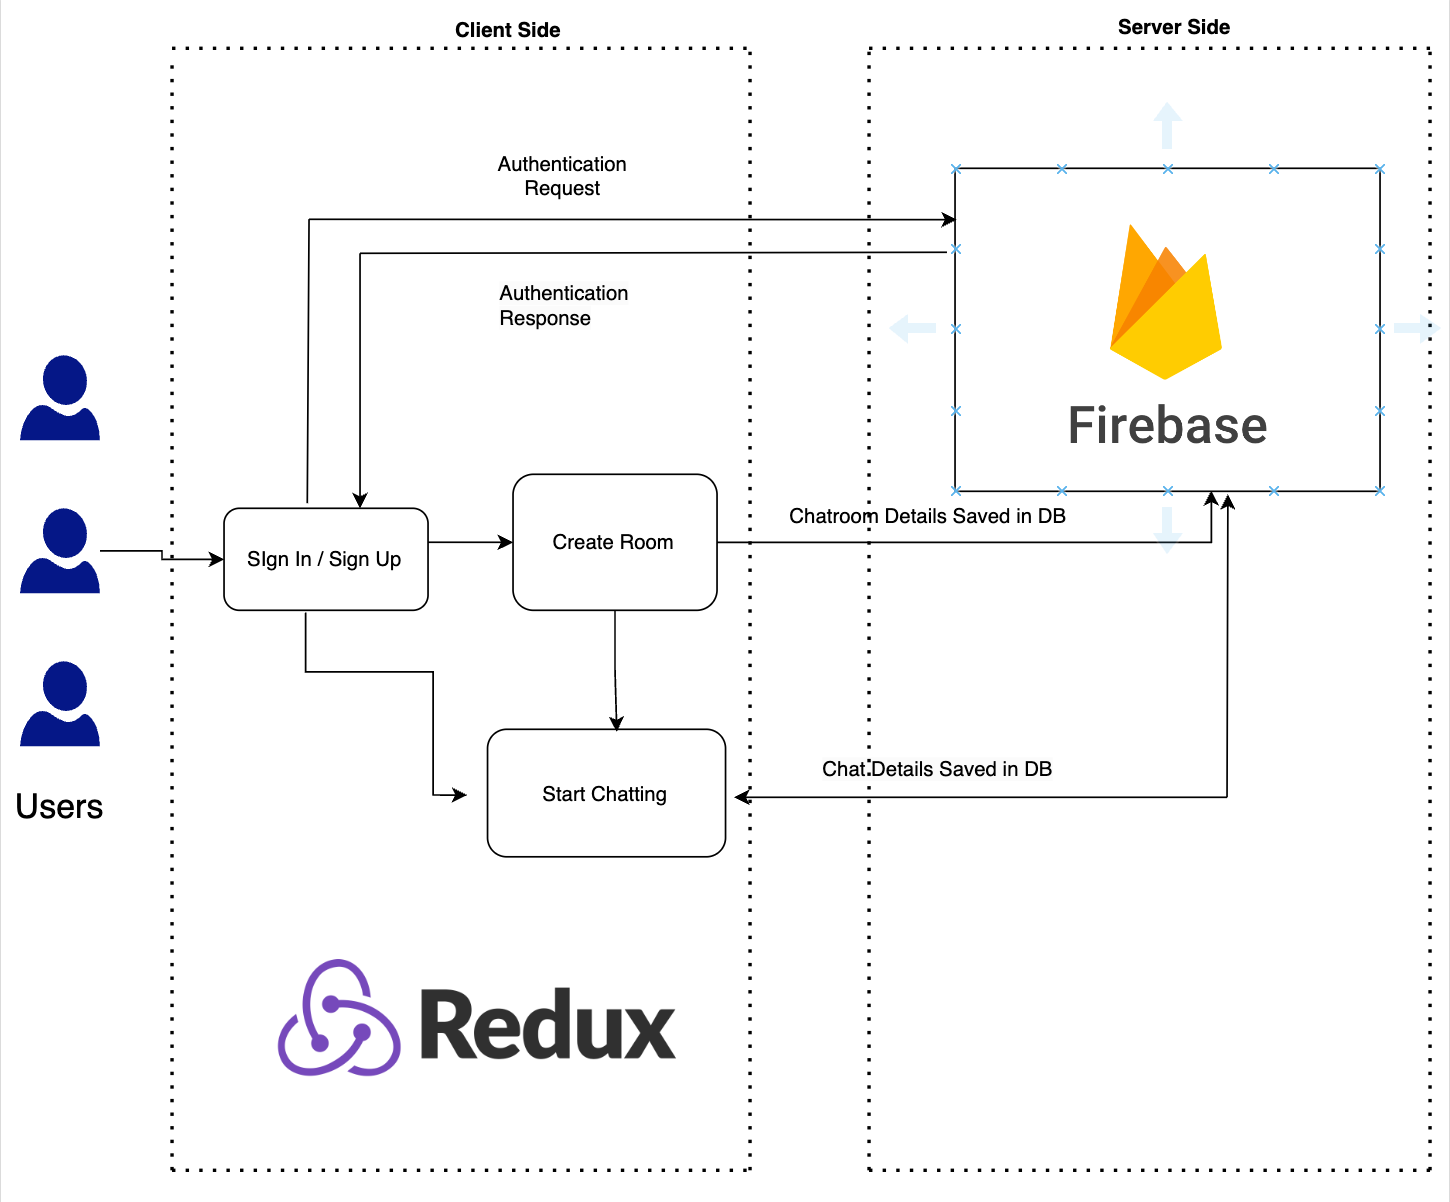 Client Side
Server Side
Authentication
Request
Authentication
Response
Firebase
Chatroom Details Saved in DB
SIgn In / Sign Up
Create Room
Chat Details Saved in DB
Start Chatting
Users
Redux